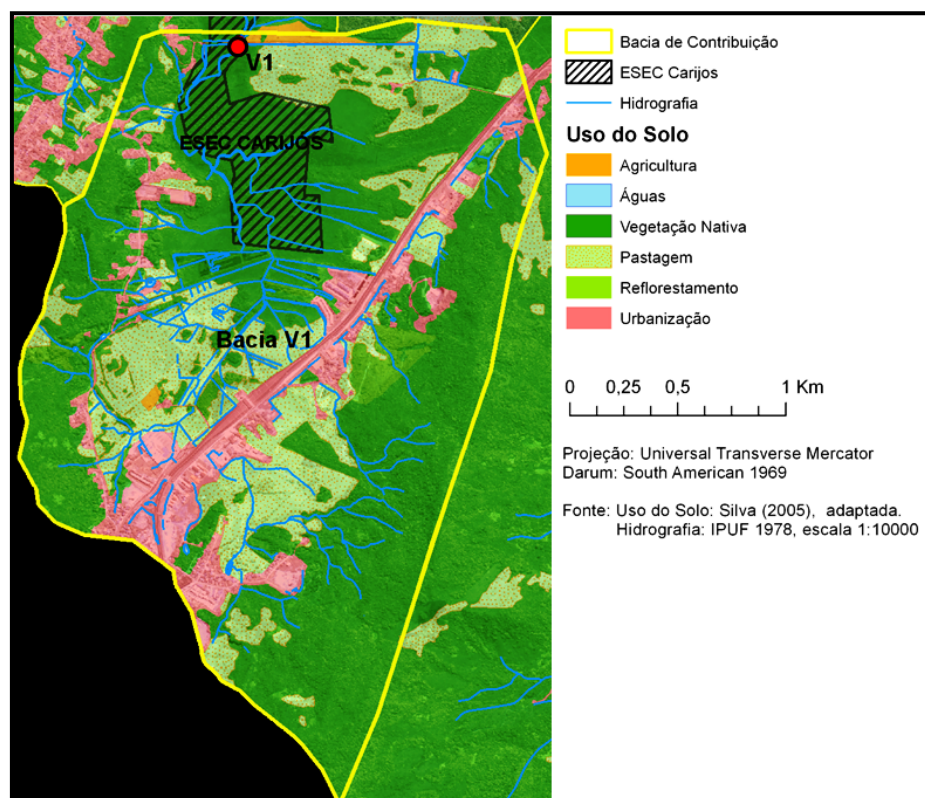 V1
ESEC CARIJOS
Bacia V1
Bacia de Contribuição
ESEC Carijos
Hidrografia
Uso do Solo
Agricultura
Águas
Vegetação Nativa
Pastagem
Reflorestamento
Urbanização
0 0,25 0,5 1 Km
Projeção: Universal Transverse Mercator
Darum: South American 1969
Fonte: Uso do Solo: Silva (2005), adaptada.
Hidrografia: IPUF 1978, escala 1:10000